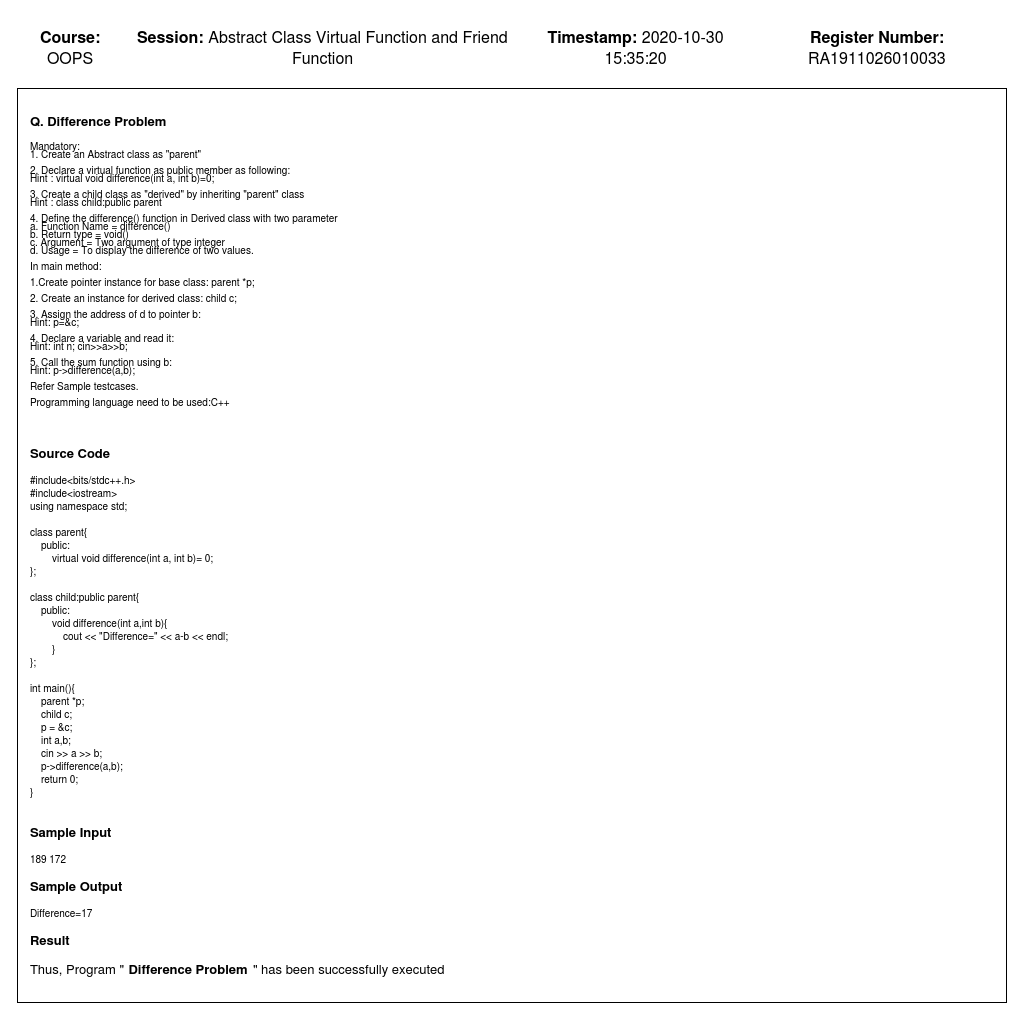 Course: OOPS
Session: Abstract Class Virtual Function and Friend Function
Timestamp: 2020-10-30 15:35:20
Register Number: RA1911026010033
Q. Difference Problem
Mandatory:
1. Create an Abstract class as "parent"
2. Declare a virtual function as public member as following:
Hint : virtual void difference(int a, int b)=0;
3. Create a child class as "derived" by inheriting "parent" class
Hint : class child:public parent
4. Define the difference() function in Derived class with two parameter
a. Function Name = difference()
b. Return type = void()
c. Argument = Two argument of type integer
d. Usage = To display the difference of two values.
In main method:
1.Create pointer instance for base class: parent *p;
2. Create an instance for derived class: child c;
3. Assign the address of d to pointer b:
Hint: p=&c;
4. Declare a variable and read it:
Hint: int n; cin>>a>>b;
5. Call the sum function using b:
Hint: p->difference(a,b);
Refer Sample testcases.
Programming language need to be used:C++
Source Code
#include<bits/stdc++.h>
#include<iostream>
using namespace std;
class parent{
public:
virtual void difference(int a, int b)= 0;
};
class child:public parent{
public:
void difference(int a,int b){
cout << "Difference=" << a-b << endl;
}
};
int main(){
parent *p;
child c;
p = &c;
int a,b;
cin >> a >> b;
p->difference(a,b);
return 0;
}
Sample Input
189 172
Sample Output
Difference=17
Result
Thus, Program " Difference Problem " has been successfully executed